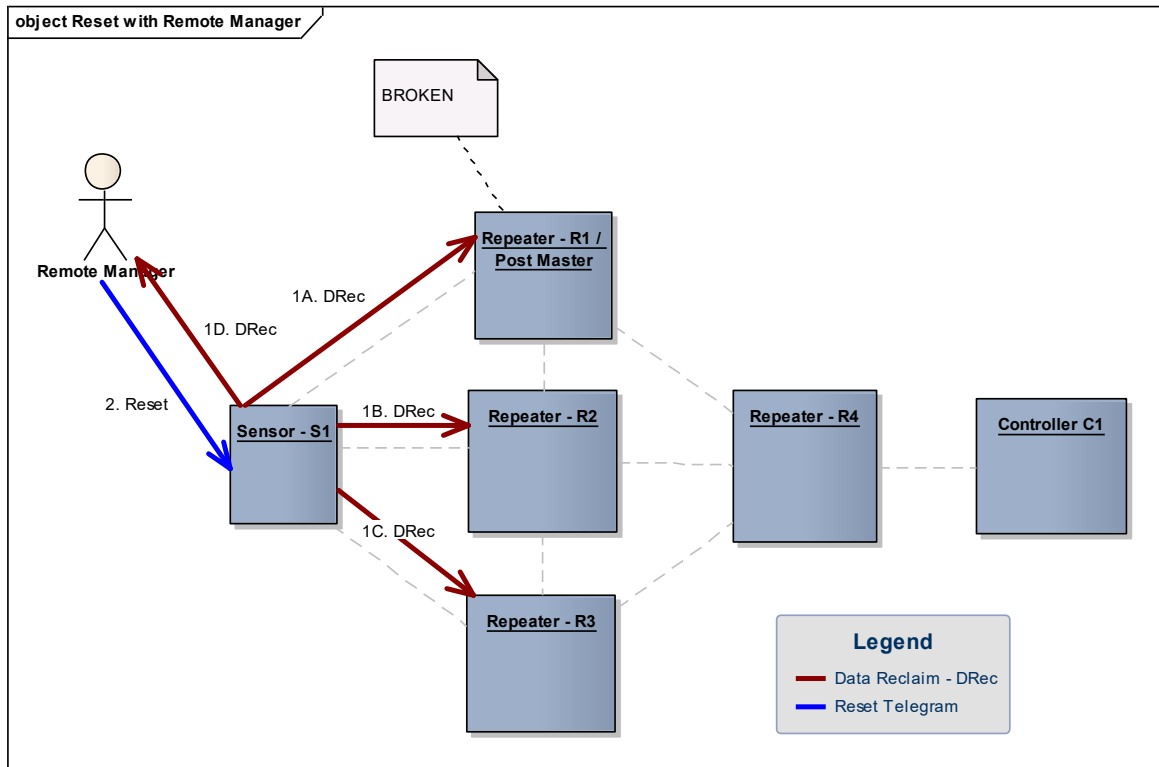 object Reset with Remote Manager
BROKEN
Repeater - R1 /
Post Master
Remote Manager
1A. DRec
1D. DRec
2. Reset
1B. DRec
Sensor - S1
Repeater - R2
Repeater - R4
Controller C1
1C. DRec
Repeater - R3
Legend
Data Reclaim - DRec
Reset Telegram